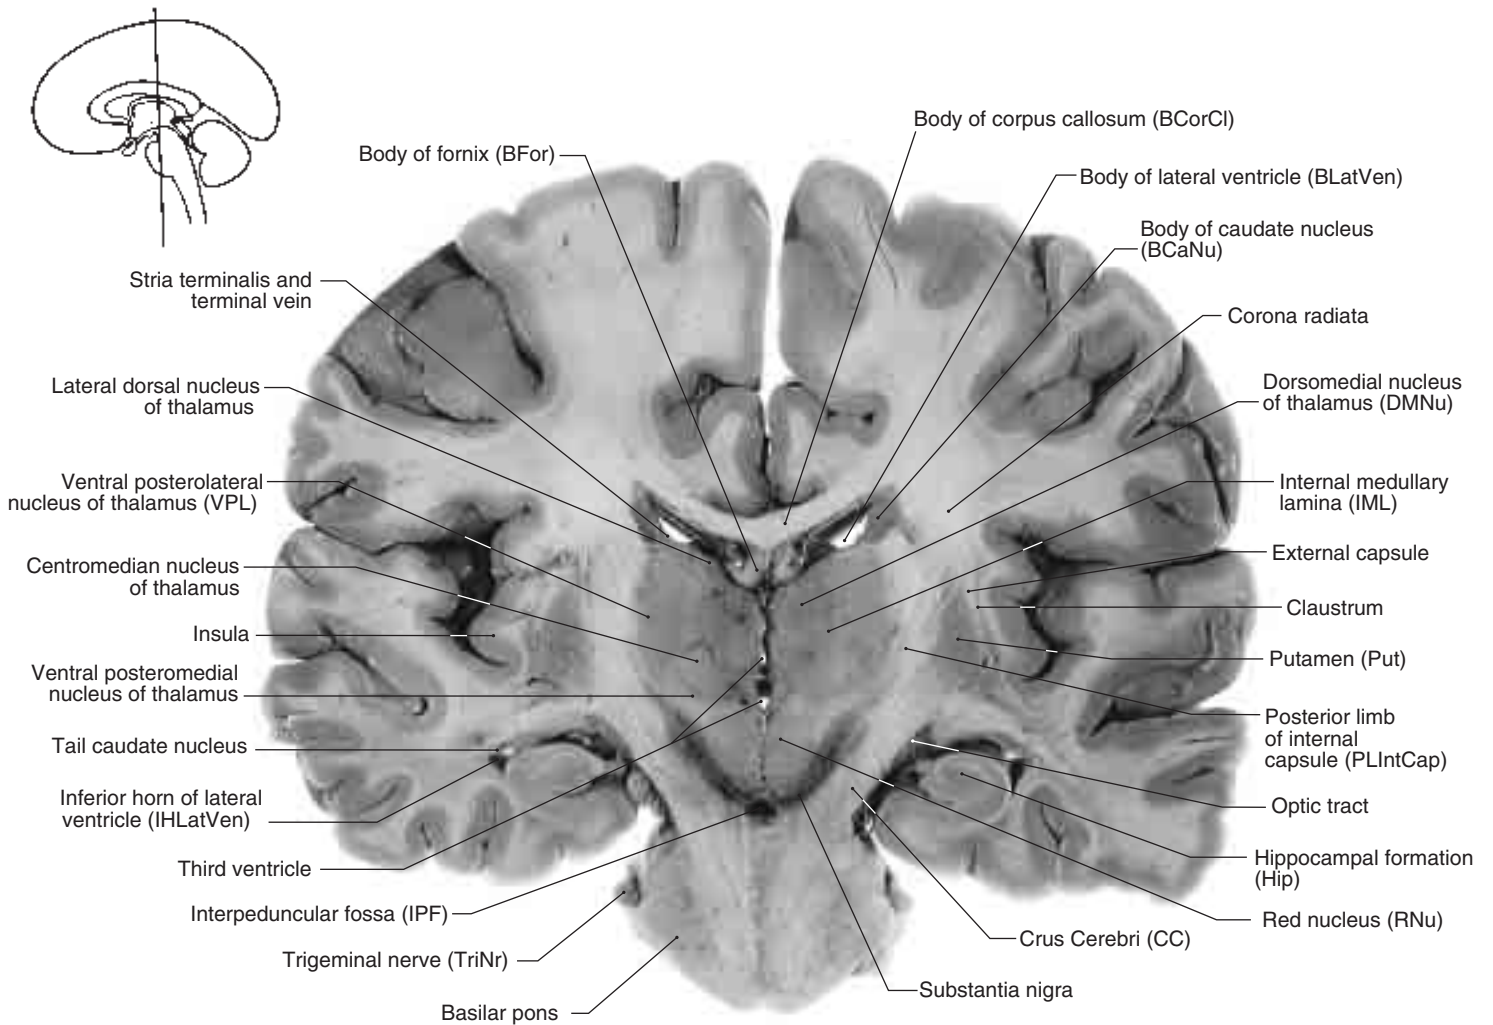 Body of corpus callosum (BCorCl)
Body of fornix (BFor)
Body of lateral ventricle (BLatVen)
Body of caudate nucleus
(BCaNu)
Stria terminalis and
terminal vein
Corona radiata
Lateral dorsal nucleus
of thalamus
Dorsomedial nucleus
of thalamus (DMNu)
Ventral posterolateral
nucleus of thalamus (VPL)
Internal medullary
lamina (IML)
Centromedian nucleus
of thalamus
External capsule
Claustrum
Insula
Putamen (Put)
Ventral posteromedial
nucleus of thalamus
Posterior limb
of internal
capsule (PLIntCap)
Tail caudate nucleus
Inferior horn of lateral
ventricle (IHLatVen)
Optic tract
Third ventricle
Hippocampal formation
(Hip)
Interpeduncular fossa (IPF)
Red nucleus (RNu)
Crus Cerebri (CC)
Trigeminal nerve (TriNr)
Substantia nigra
Basilar pons